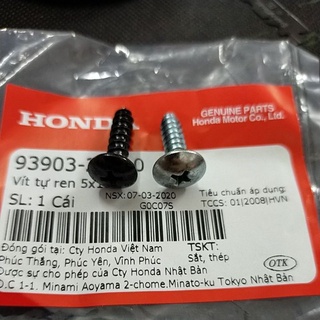 HONDA
GENUINE PARTS
Honda Motor Co., Ltd.
Vít tự ren
SL: 1 Cái
NSX:07-03-2020
G0C07S
Tiêu chuẩn áp dụng:
TCCS: 01|2008|HVN
Đóng gói tại: Cty Honda Việt Nam
Phúc Thắng, Phúc Yên, Vĩnh Phúc
TSKT:
Sắt, thép
Được sự cho phép của Cty Honda Nhật Bản
OTK
Đ.C 1-1. Minami Aoyama 2-chome.Minato-ku Tokyo Nhật Bản